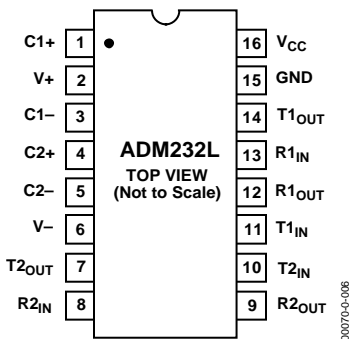 C1+ 1 16 VCC
V+ 2 15 GND
C1– 3 14 T1OUT
C2+ 4 ADM232L 13 R1IN
TOP VIEW
C2– 5 (Not to Scale) 12 R1OUT
V– 6 11 T1IN
T2OUT 7 10 T2IN
R2IN 8 9 R2OUT
00070-0-006